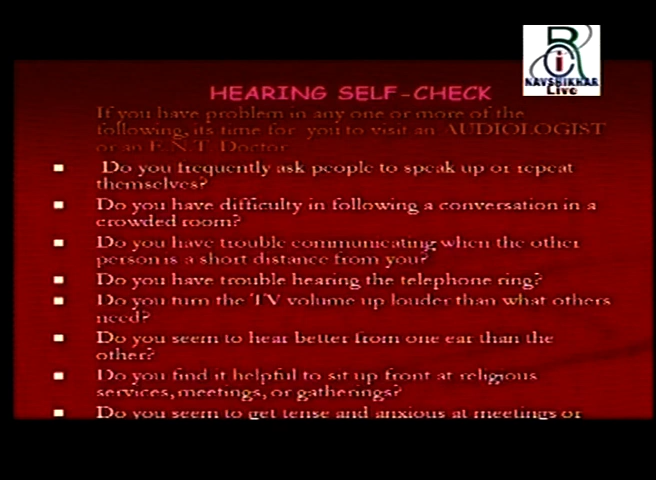 NAVSHIKHAR
Live
HEARING SELF-CHECK
If you have problem in any one or more of the
following, its time for you to visit an AUDIOLOGIST
or an E.N.T. Doctor
Do you frequently ask people to speak up or repeat
themselves?
Do you have difficulty in following a conversation in a
crowded room?
Do you have trouble communicating when the other
person is a short distance from you?
Do you have trouble hearing the telephone ring?
Do you turn the TV volume up louder than what others
need?
Do you seem to hear better from one ear than the
other?
Do you find it helpful to sit up front at religious
services, meetings, or gatherings?
Do you seem to get tense and anxious at meetings or